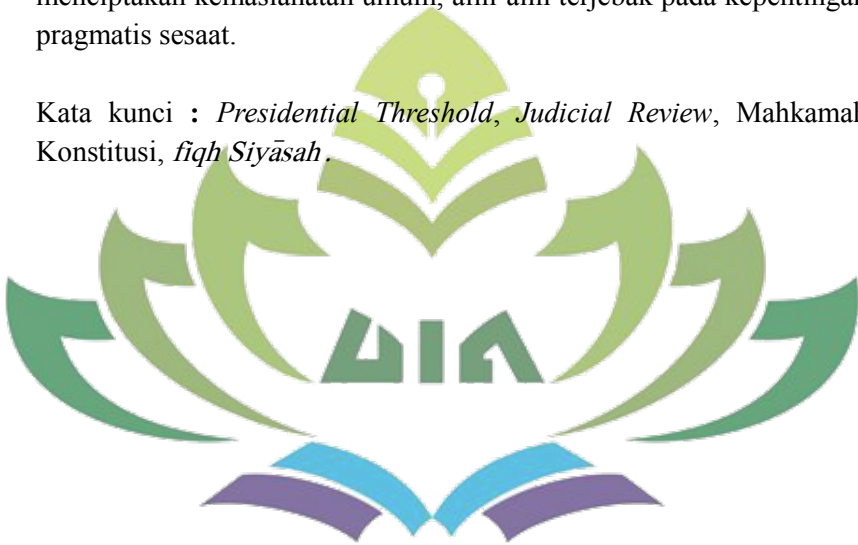 menciptakan kemaslahatan umum, alih-alih terjebak pada kepentingan
pragmatis sesaat.
Kata kunci : Presidential Threshold, Judicial Review, Mahkamah
Konstitusi, fiqh Siyāsah.
UIN